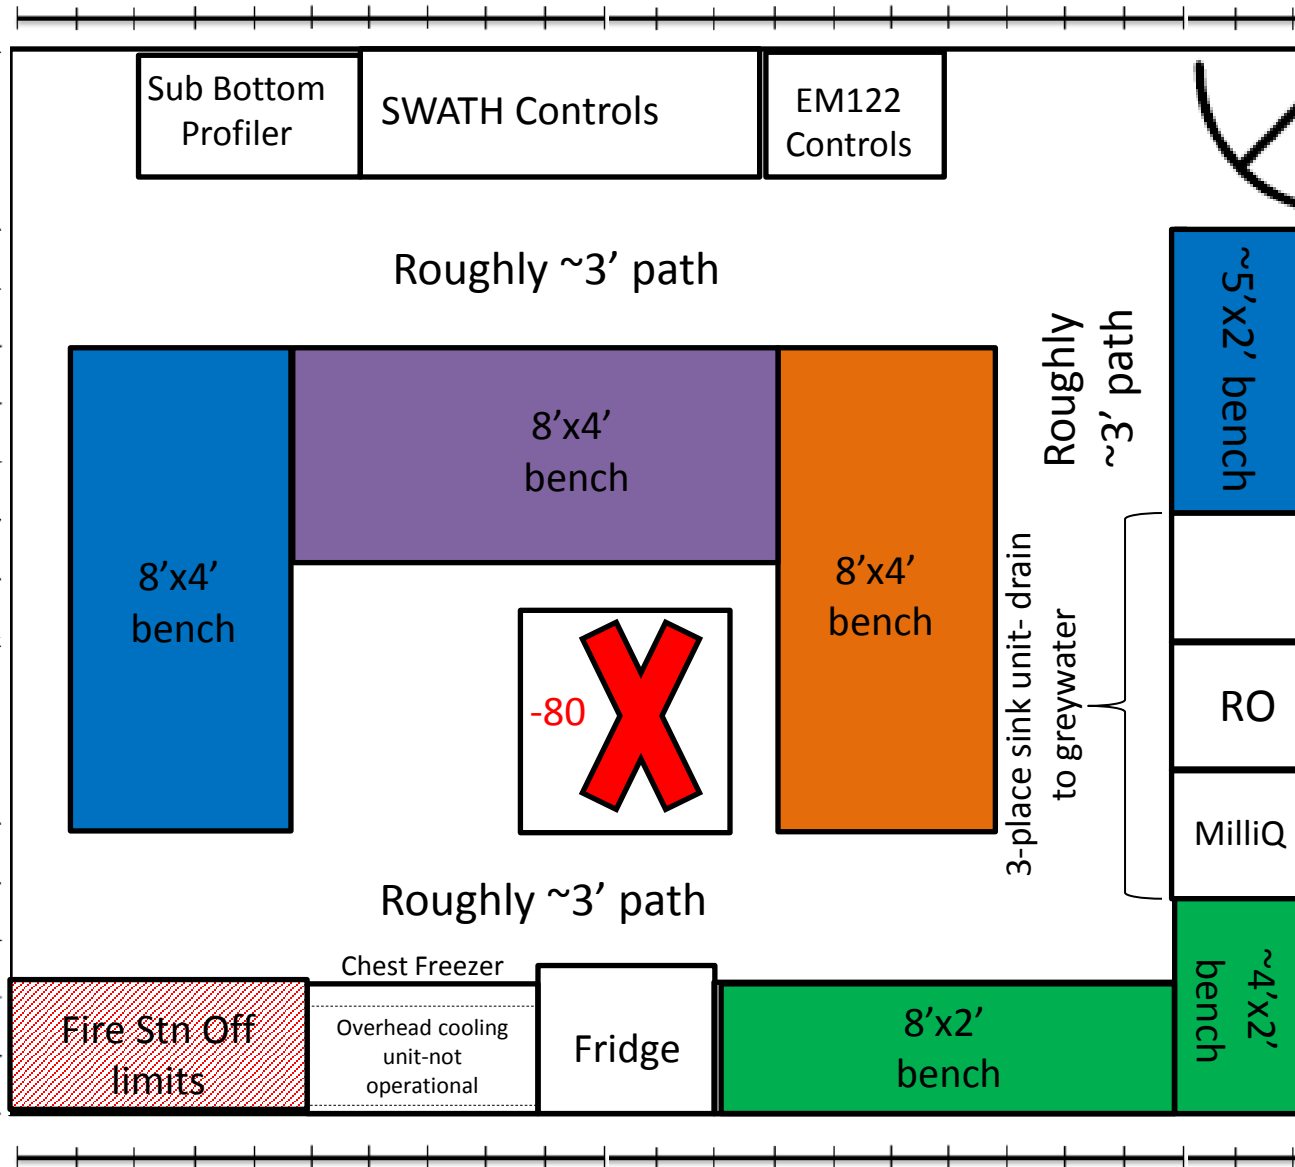 Sub Bottom
Profiler
SWATH Controls
EM122
Controls
Roughly ~3’ path
Roughly
~3’ path
~5’x2’ bench
8’x4’
bench
8’x4’
bench
8’x4’
bench
-80
3-place sink unit- drain
to greywater
RO
MilliQ
Roughly ~3’ path
Chest Freezer
Overhead cooling
unit-not
operational
Fire Stn Off
limits
Fridge
8’x2’
bench
~4’x2’
bench